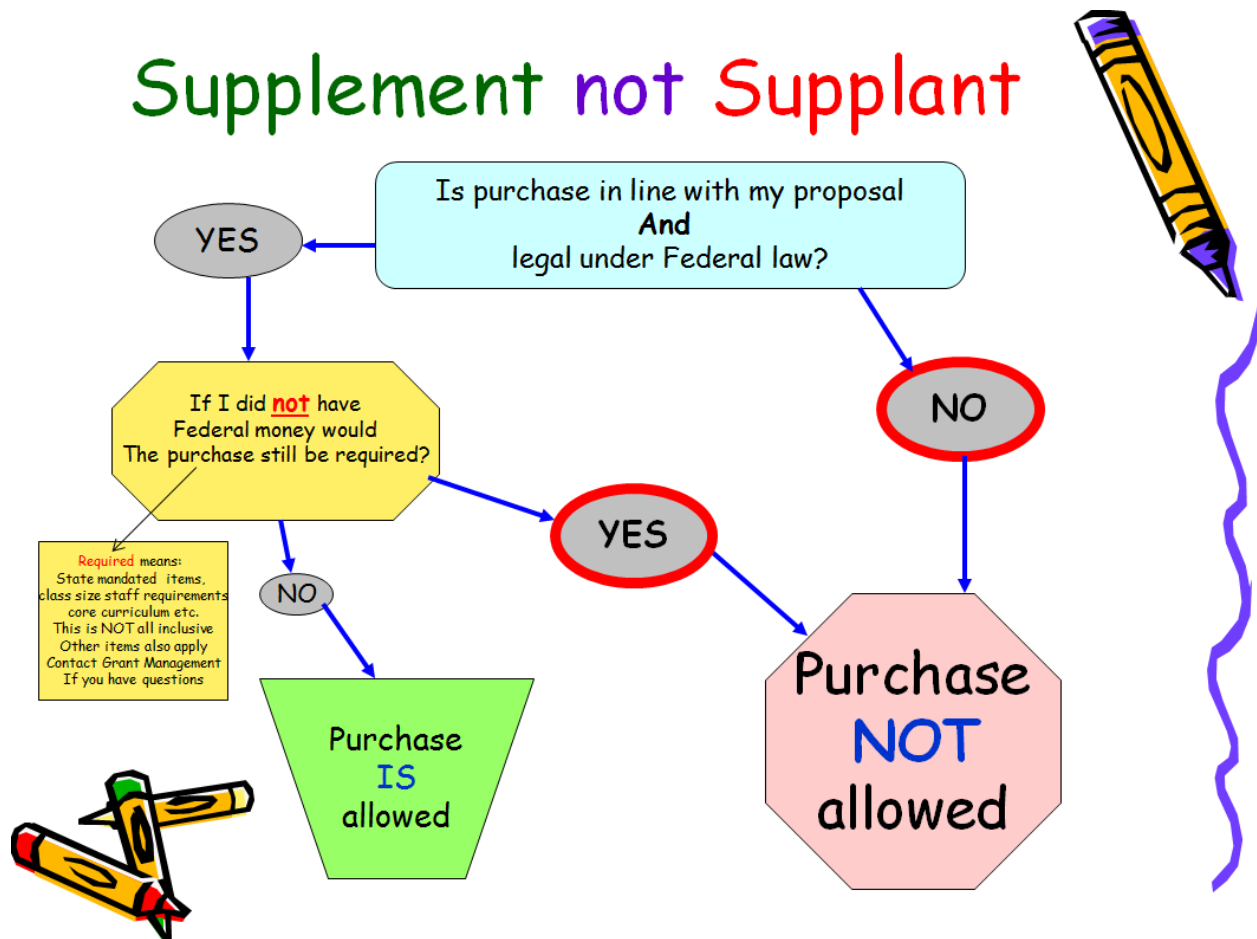 Supplement not Supplant
Is purchase in line with my proposal
And
legal under Federal law?
YES
NO
If I did not have
Federal money would
The purchase still be required?
YES
Required means:
State mandated items,
class size staff requirements
core curriculum etc.
This is NOT all inclusive
Other items also apply
Contact Grant Management
If you have questions
NO
Purchase
IS
allowed
Purchase
NOT
allowed